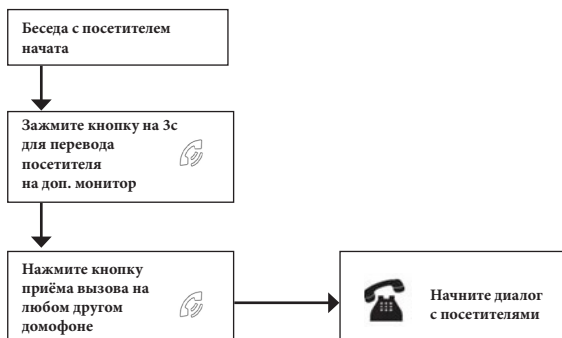 Беседа с посетителем
начата
Зажмите кнопку на 3с
для перевода
посетителя
на доп. монитор
Нажмите кнопку
приёма вызова на
любом другом
домофоне
Начните диалог
с посетителями